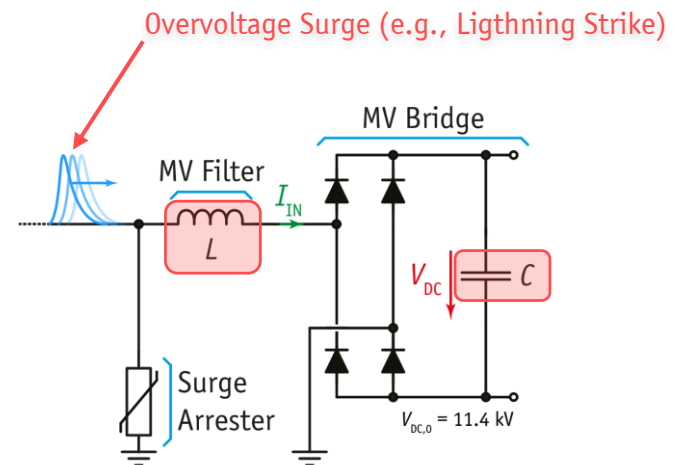 Overvoltage Surge (e.g., Ligthning Strike)
MV Bridge
MV Filter
I_IN
L
V_DC
C
Surge
Arrester
V_DC,0 = 11.4 kV